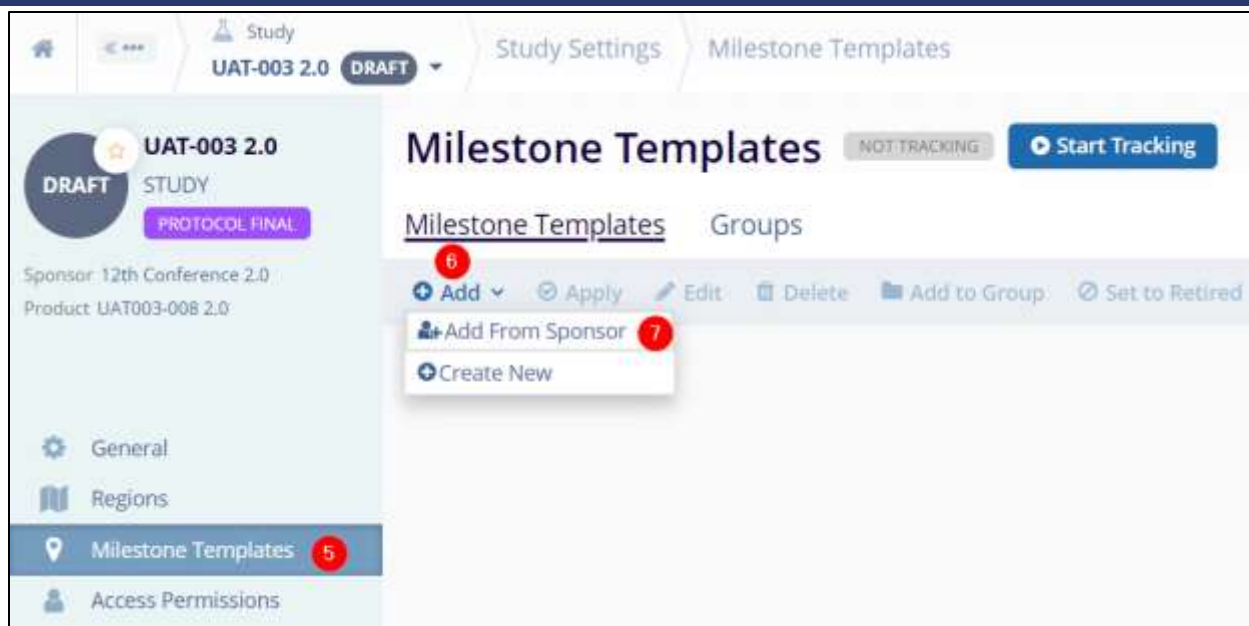 Study
UAT-003 2.0 DRAFT
Study Settings
Milestone Templates
DRAFT
UAT-003 2.0
STUDY
PROTOCOL FINAL
Sponsor 12th Conference 2.0
Product UAT003-008 2.0
General
Regions
Milestone Templates 5
Access Permissions
Milestone Templates NOT TRACKING Start Tracking
Milestone Templates Groups
6
Add Apply Edit Delete Add to Group Set to Retired
Add From Sponsor 7
Create New